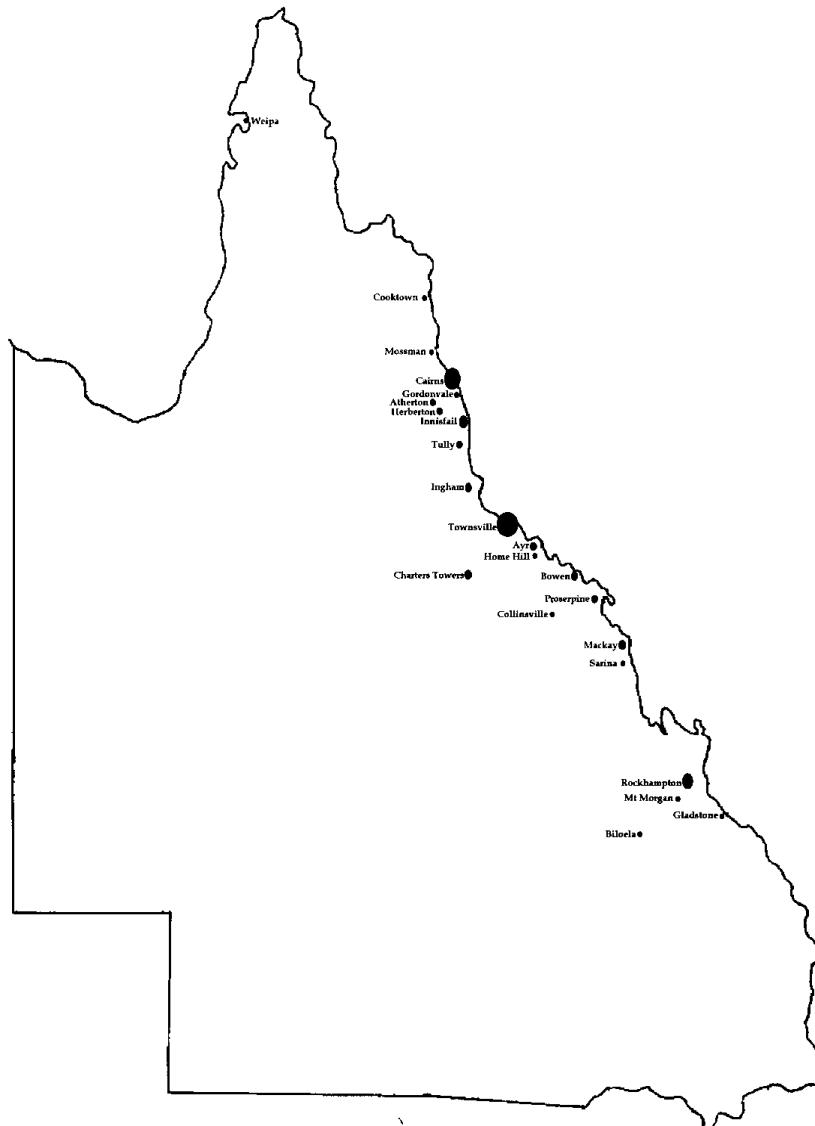 Weipa
Cooktown
Mossman
Cairns
Gordonvale
Atherton
Herberton
Innisfail
Tully
Ingham
Townsville
Ayr
Home Hill
Charters Towers
Bowen
Proserpine
Collinsville
Mackay
Sarina
Rockhampton
Mt Morgan
Gladstone
Biloela